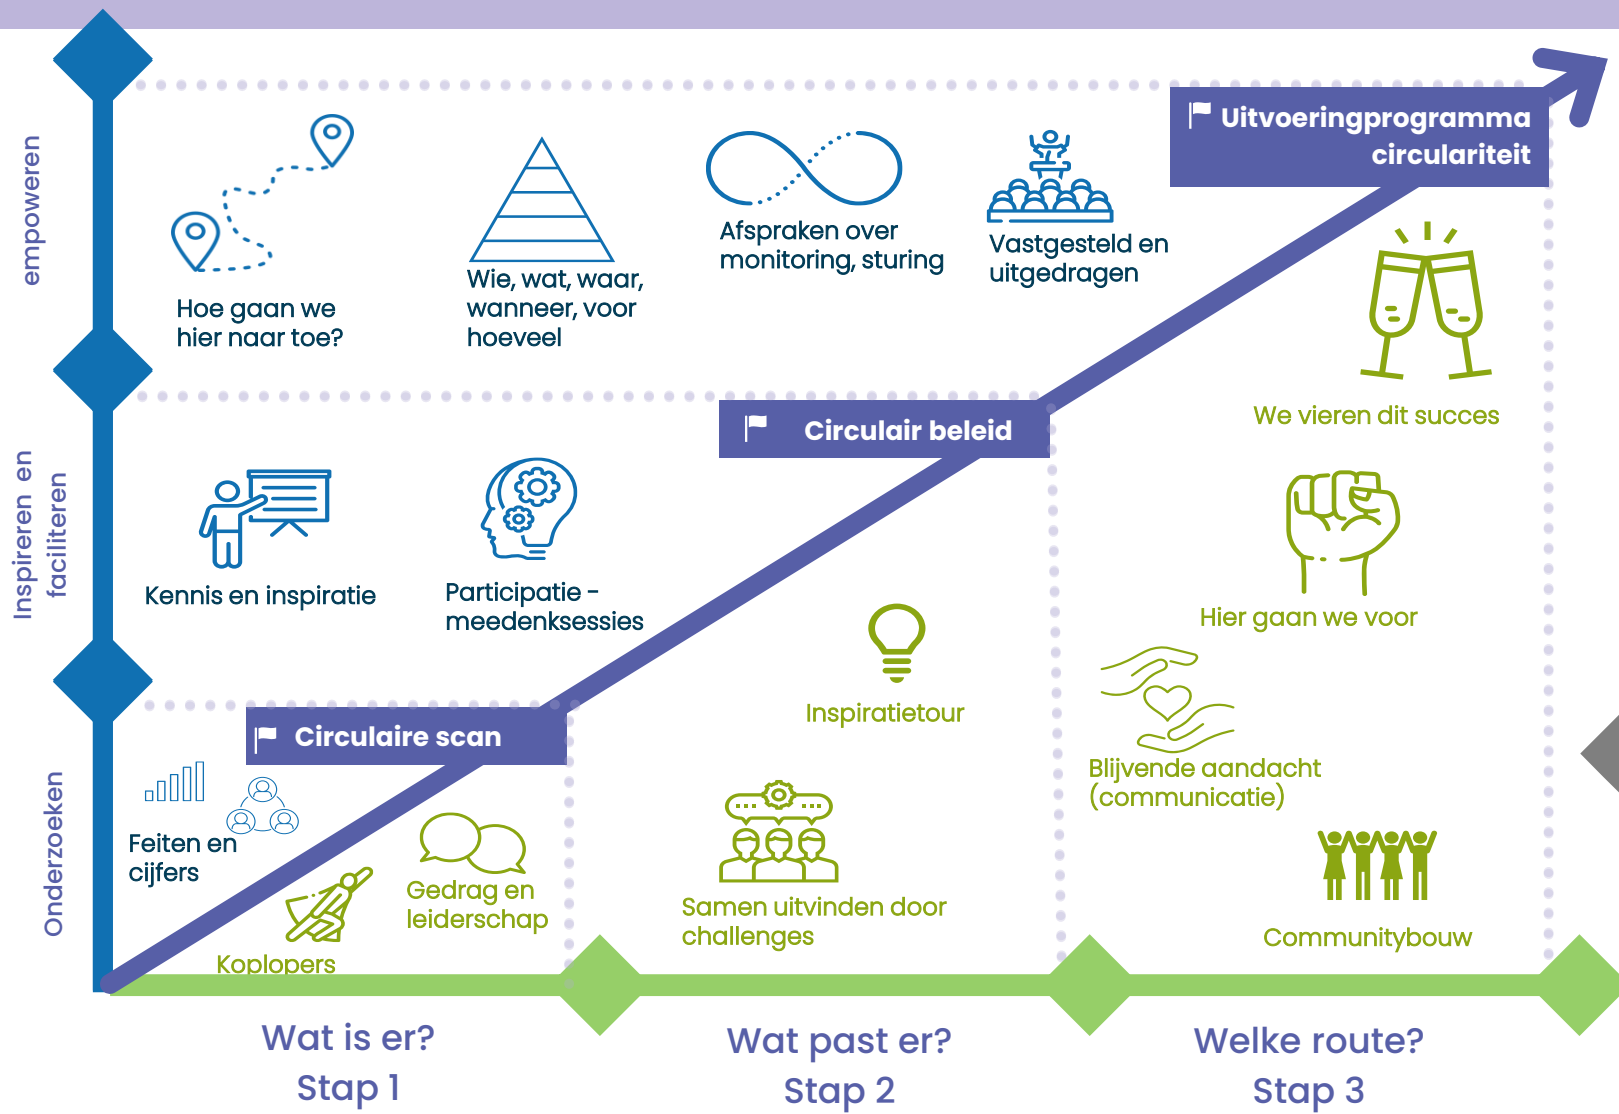 empoweren
Uitvoeringprogramma
circulariteit
Hoe gaan we
hier naar toe?
Wie, wat, waar,
wanneer, voor
hoeveel
Afspraken over
monitoring, sturing
Vastgesteld en
uitgedragen
We vieren dit succes
Inspireren en
faciliteren
Circulair beleid
Kennis en inspiratie
Participatie -
meedenksessies
Hier gaan we voor
Inspiratietour
Blijvende aandacht
(communicatie)
Onderzoeken
Circulaire scan
Feiten en
cijfers
Gedrag en
leiderschap
Koplopers
Samen uitvinden door
challenges
Communitybouw
Wat is er?
Stap 1
Wat past er?
Stap 2
Welke route?
Stap 3